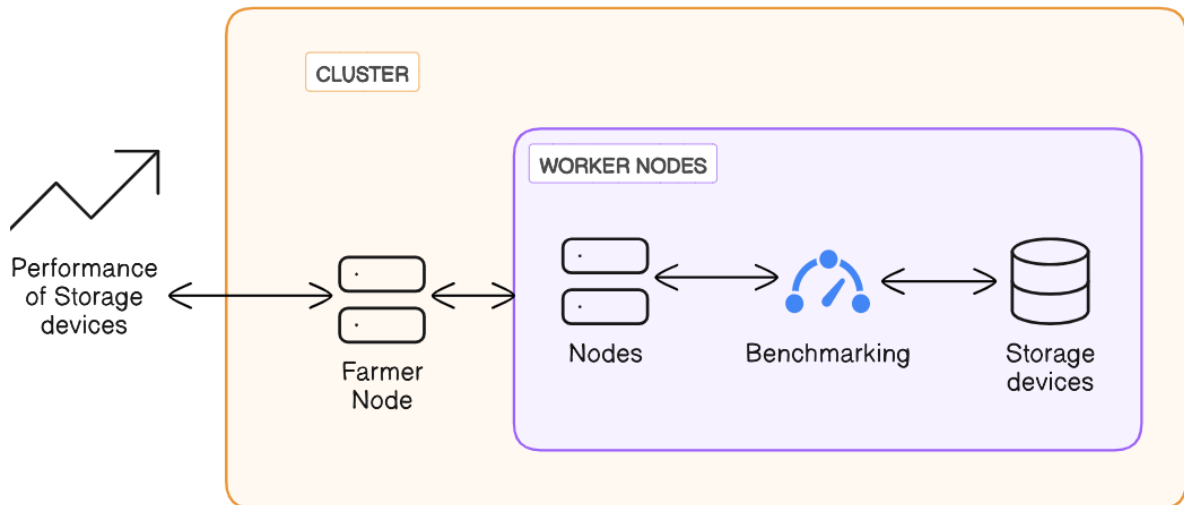 CLUSTER
WORKER NODES
Performance
of Storage
devices
Farmer
Node
Nodes
Benchmarking
Storage
devices